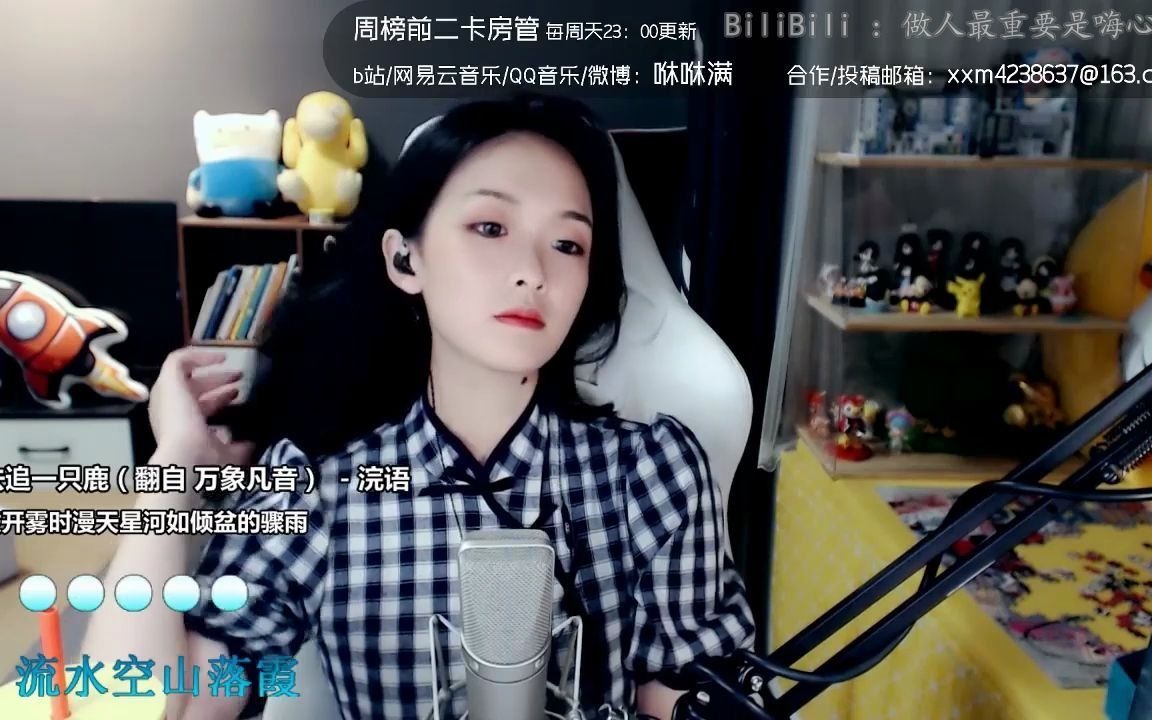 周榜前二卡房管 每周天23：00更新
BiliBili ：做人最重要是嗨心
b站/网易云音乐/QQ音乐/微博：咻咻满 合作/投稿邮箱：xxm4238637@163.c
去追一只鹿（翻自 万象凡音） - 浣语
开雾时漫天星河如倾盆的骤雨
流水空山落霞